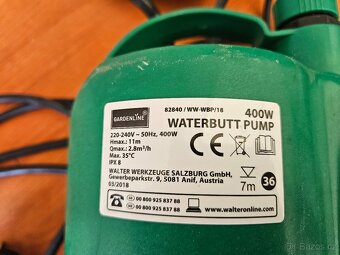 GARDENLINE
82840 / WW-WBP/18
400W
WATERBUTT PUMP
220-240V ~ 50Hz, 400W
Hmax.: 11m
Qmax.: 2.8m³/h
Max. 35°C
IPX 8
WALTER WERKZEUGE SALZBURG GmbH,
Gewerbeparkstr. 9, 5081 Anif, Austria
03/2018
CE
7m
36
00 800 925 837 88
00 800 925 837 88
www.walteronline.com